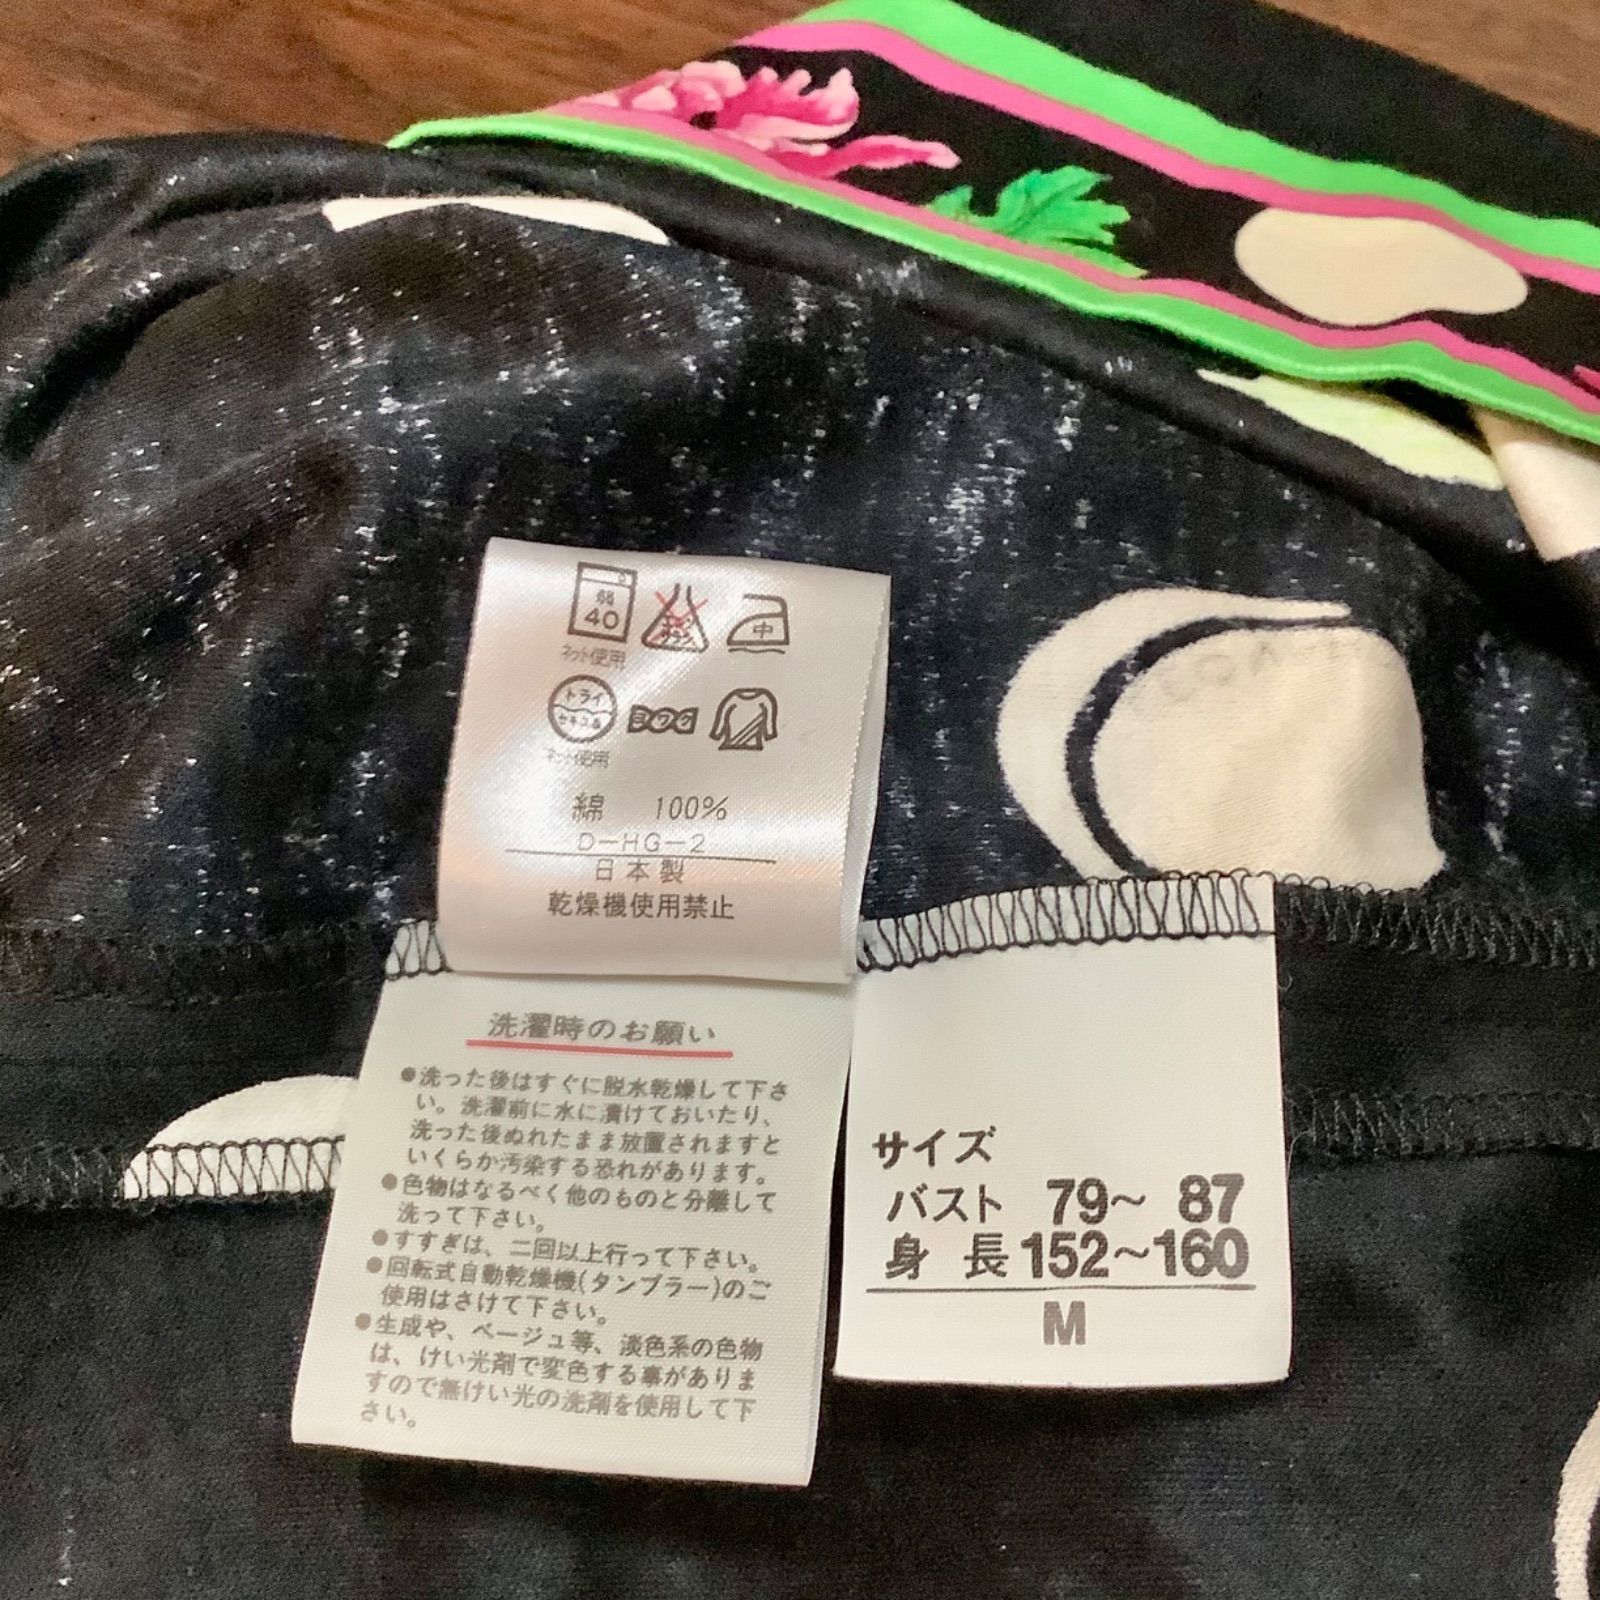 弱
40
ネット使用
エンソ
サラシ
中
ドライ
セキユ系
ネット使用
ヨワク
綿 100%
D-HG-2
日本製
乾燥機使用禁止
洗濯時のお願い
●洗った後はすぐに脱水乾燥して下さ
い。洗濯前に水に漬けておいたり、
洗った後ぬれたまま放置されますと
いくらか汚染する恐れがあります。
●色物はなるべく他のものと分離して
洗って下さい。
●すすぎは、二回以上行って下さい。
●回転式自動乾燥機(タンブラー)のご
使用はさけて下さい。
●生成や、ベージュ等、淡色系の色物
は、けい光剤で変色する事がありま
すので無けい光の洗剤を使用して下
さい。
サイズ
バスト 79～ 87
身長 152～160
M